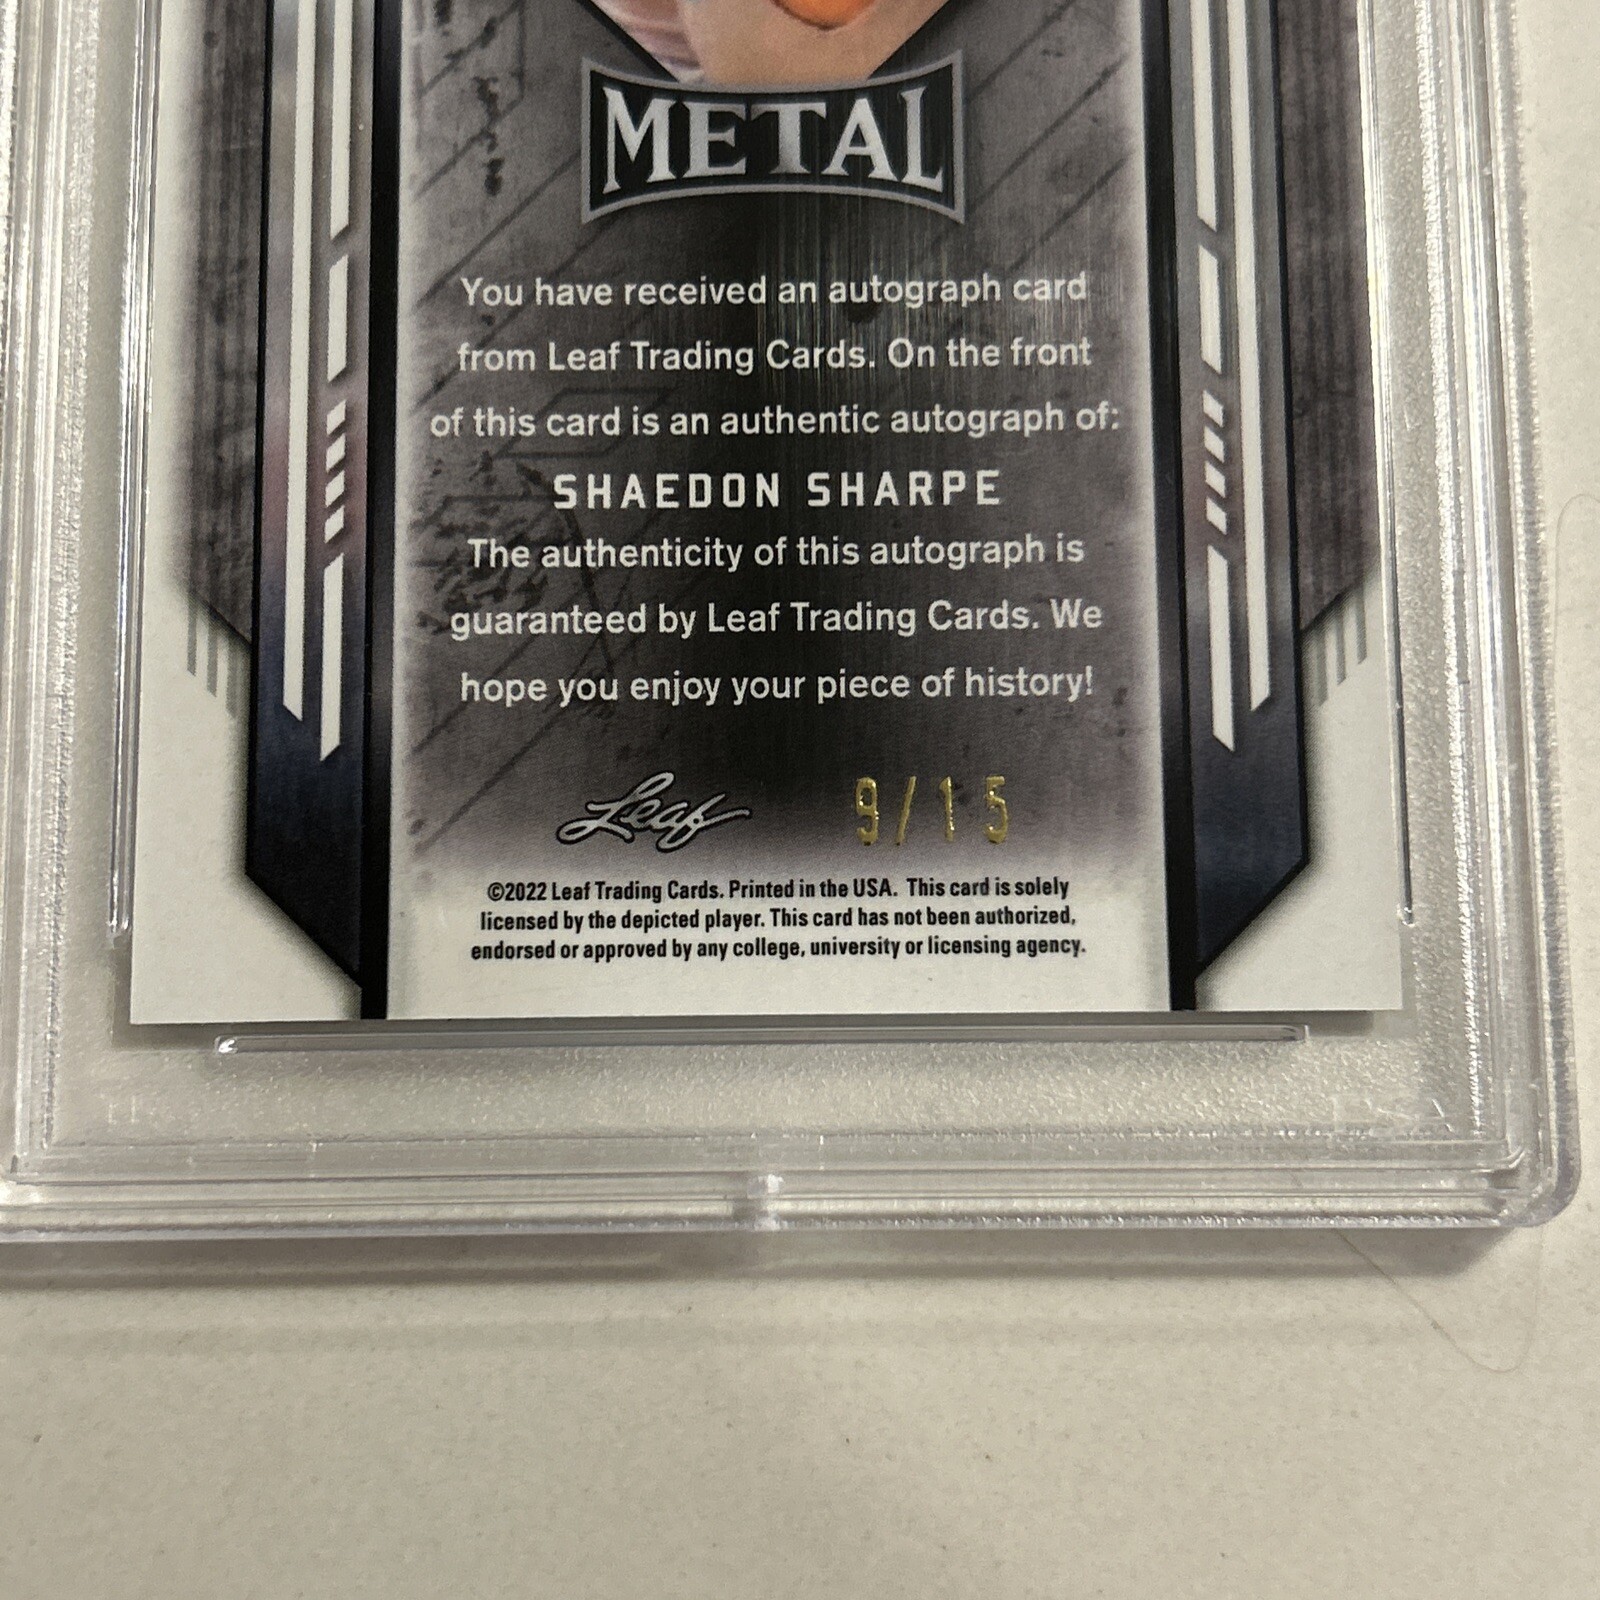 METAL
You have received an autograph card
from Leaf Trading Cards. On the front
of this card is an authentic autograph of:
SHAEDON SHARPE
The authenticity of this autograph is
guaranteed by Leaf Trading Cards. We
hope you enjoy your piece of history!
Leaf 9/15
©2022 Leaf Trading Cards. Printed in the USA. This card is solely
licensed by the depicted player. This card has not been authorized,
endorsed or approved by any college, university or licensing agency.